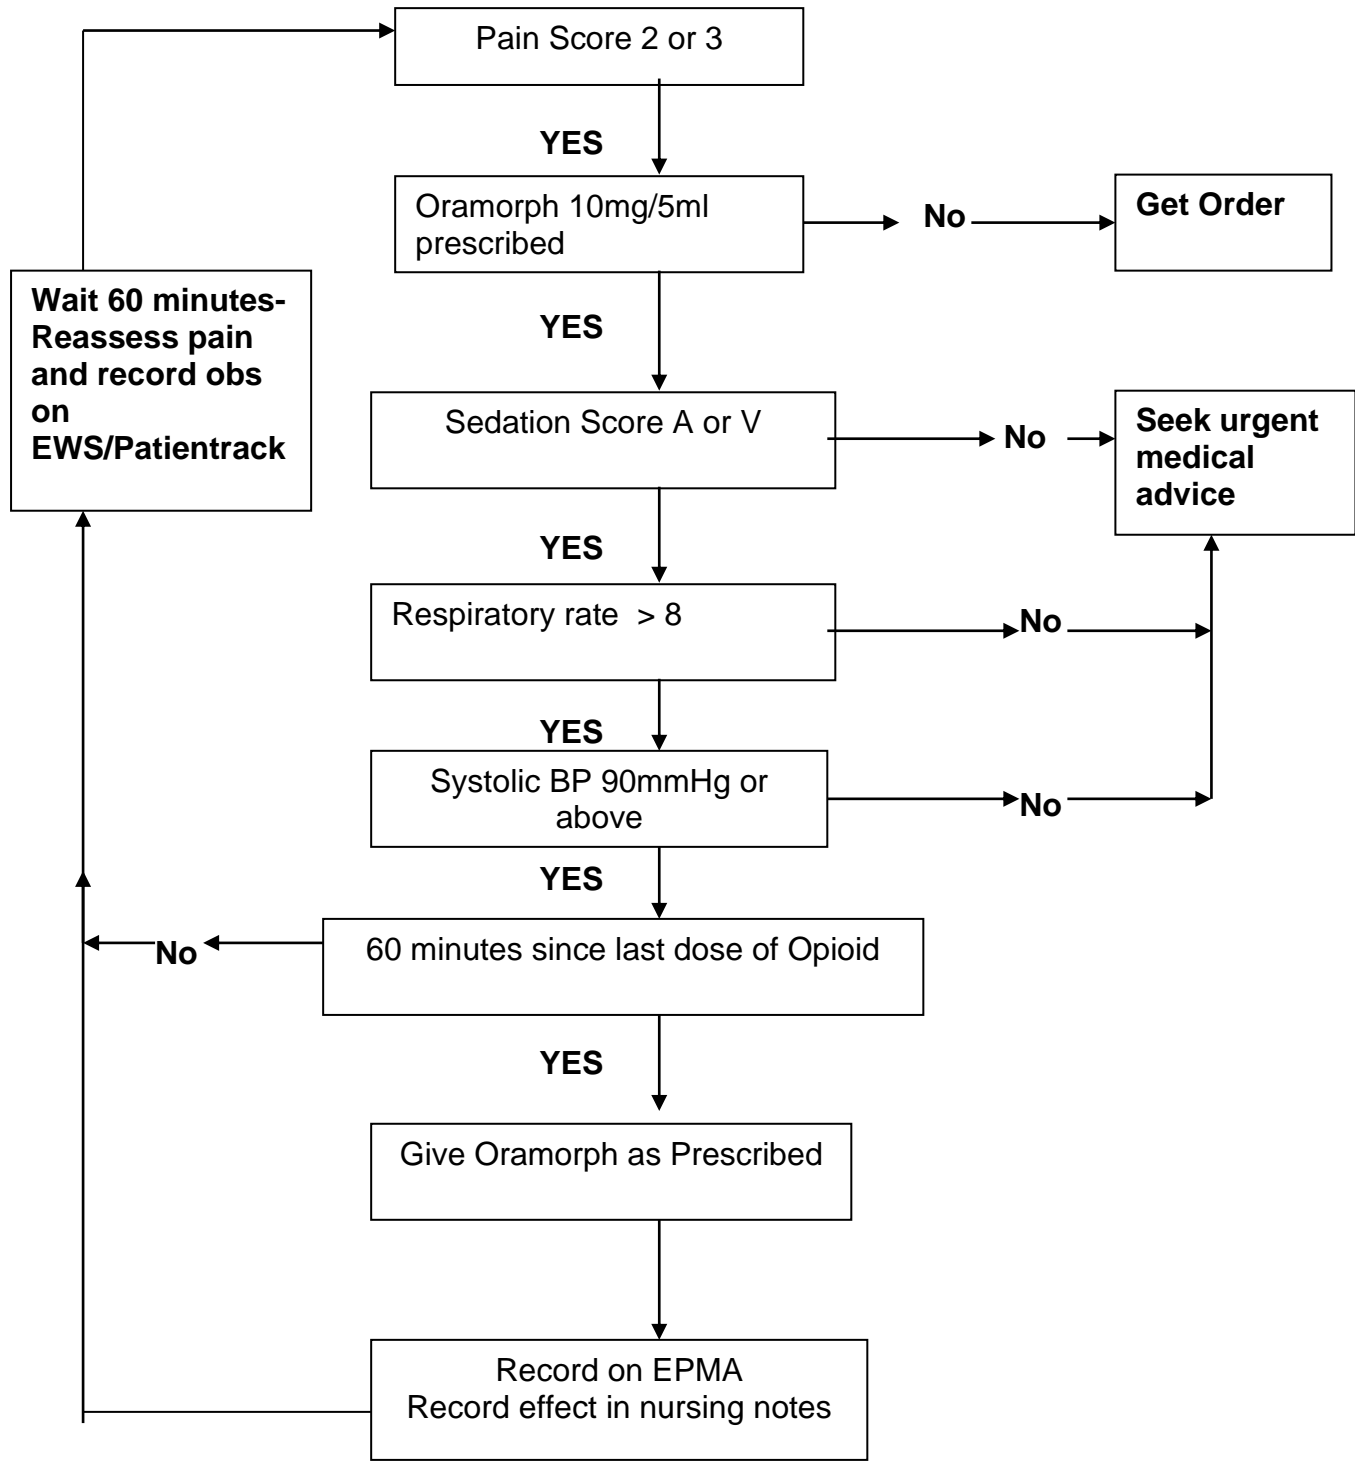 Pain Score 2 or 3
YES
Oramorph 10mg/5ml
prescribed
No
Get Order
Wait 60 minutes-
Reassess pain
and record obs
on
EWS/Patientrack
YES
Sedation Score A or V
No
Seek urgent
medical
advice
YES
Respiratory rate  > 8
No
YES
Systolic BP 90mmHg or
above
No
YES
60 minutes since last dose of Opioid
No
YES
Give Oramorph as Prescribed
Record on EPMA
Record effect in nursing notes